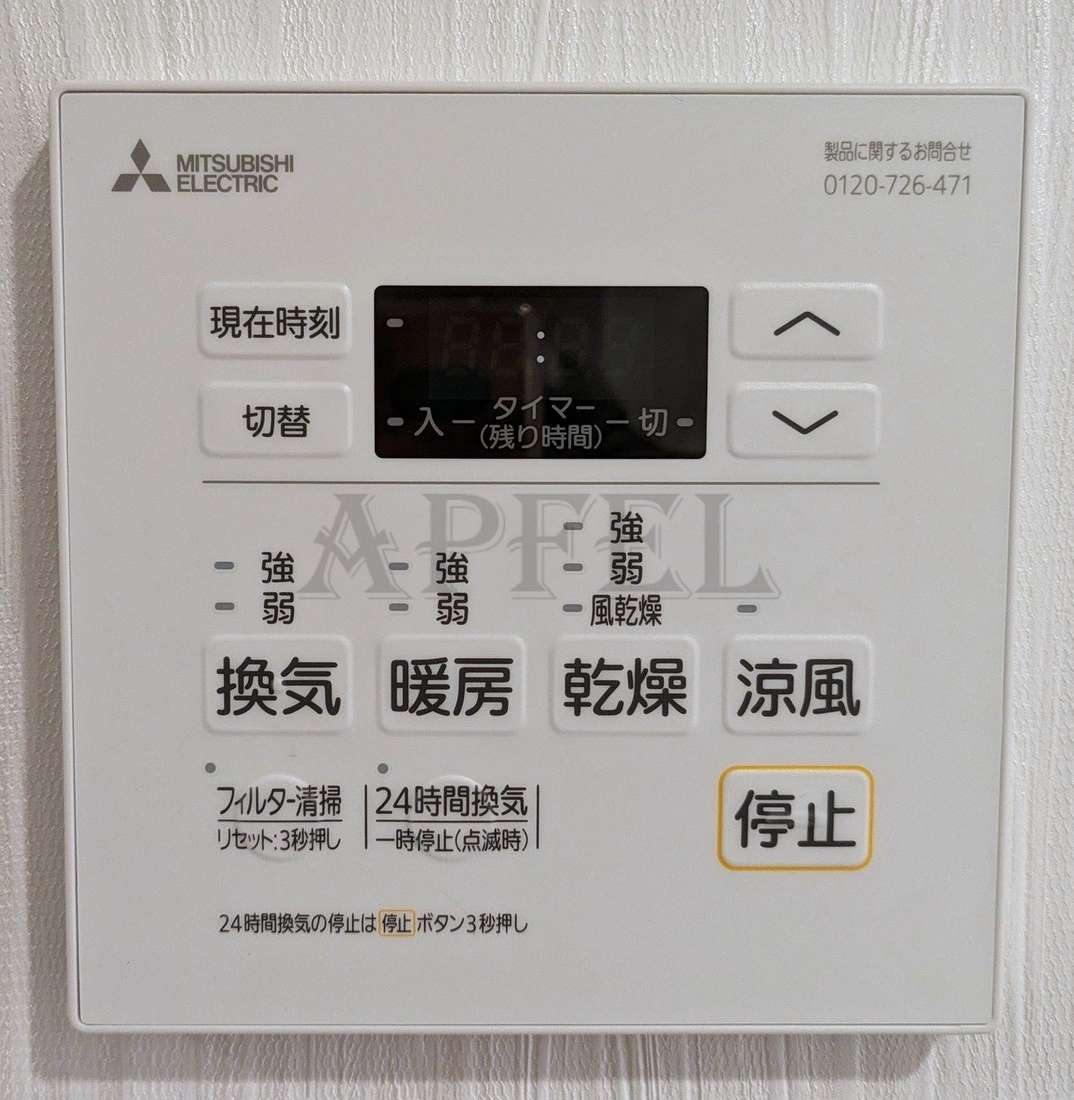 MITSUBISHI
ELECTRIC
製品に関するお問合せ
0120-726-471
現在時刻
切替
入 タイマー 切
(残り時間)
APFEL
強
強
強
弱
弱
弱
風乾燥
換気
暖房
乾燥
涼風
フィルター清掃
リセット:3秒押し
24時間換気
一時停止(点滅時)
停止
24時間換気の停止は停止ボタン3秒押し